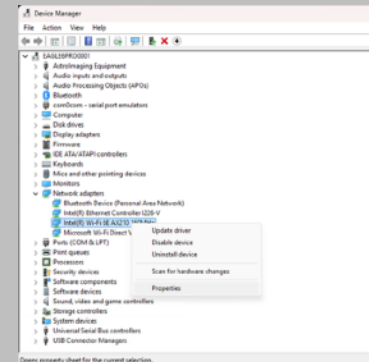 Device Manager
File Action View Help
EAGLE6PRO0001
AstroImaging Equipment
Audio inputs and outputs
Audio Processing Objects (APOs)
Bluetooth
com0com - serial port emulators
Computer
Disk drives
Display adapters
Firmware
IDE ATA/ATAPI controllers
Keyboards
Mice and other pointing devices
Monitors
Network adapters
Bluetooth Device (Personal Area Network)
Intel(R) Ethernet Controller I226-V
Intel(R) Wi-Fi 6E AX210 160MHz
Microsoft Wi-Fi Direct
Ports (COM & LPT)
Print queues
Processors
Security devices
Software components
Software devices
Sound, video and game controllers
Storage controllers
System devices
Universal Serial Bus controllers
USB Connector Managers
Update driver
Disable device
Uninstall device
Scan for hardware changes
Properties
Opens property sheet for the current selection.